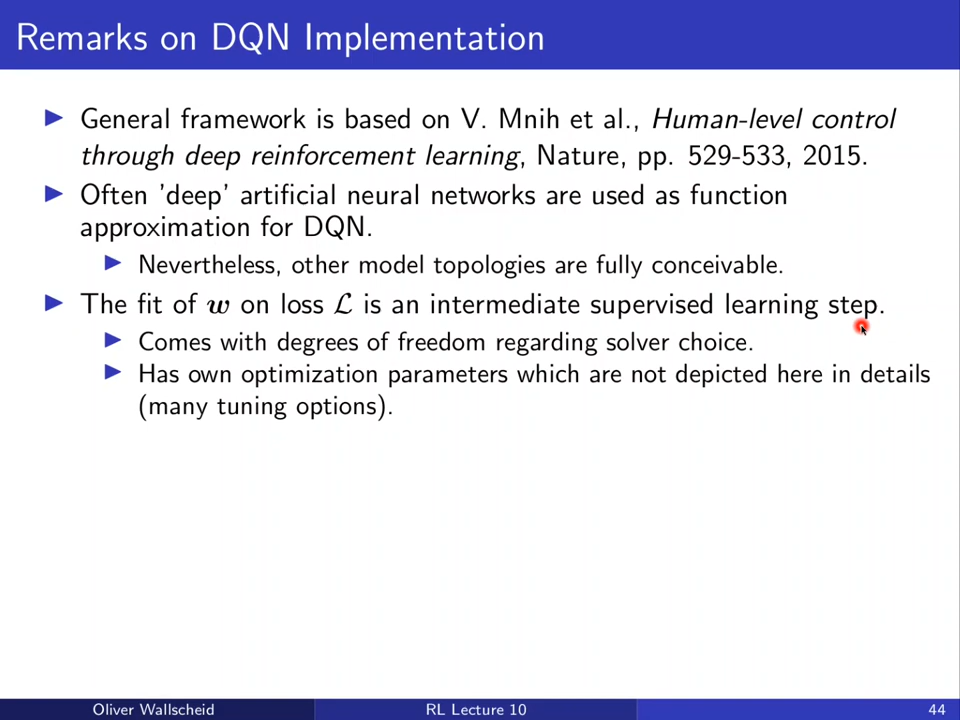 Remarks on DQN Implementation
General framework is based on V. Mnih et al., Human-level control
through deep reinforcement learning, Nature, pp. 529-533, 2015.
Often 'deep' artificial neural networks are used as function
approximation for DQN.
Nevertheless, other model topologies are fully conceivable.
The fit of w on loss ℒ is an intermediate supervised learning step.
Comes with degrees of freedom regarding solver choice.
Has own optimization parameters which are not depicted here in details
(many tuning options).
Oliver Wallscheid RL Lecture 10 44